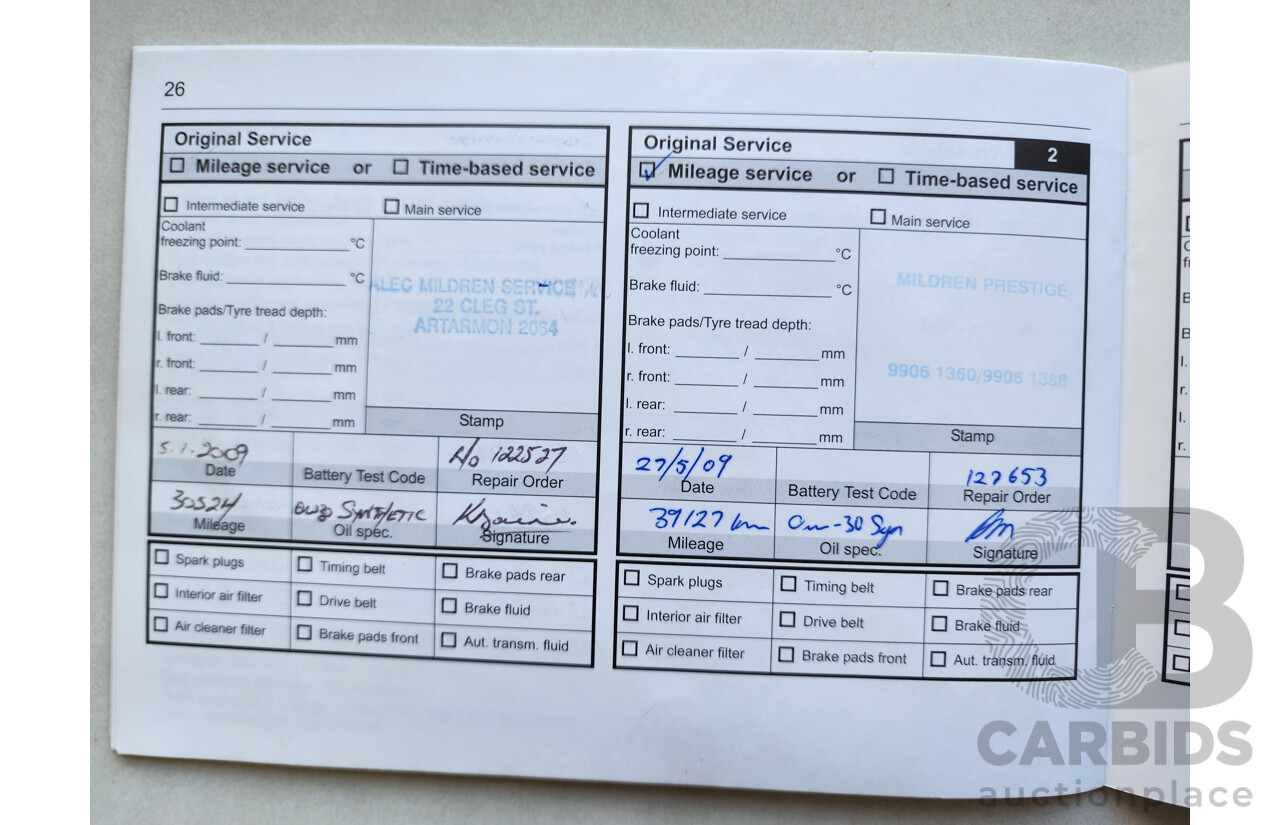 26
Original Service
Mileage service or Time-based service
Intermediate service Main service
Coolant
freezing point: °C
Brake fluid: °C
Brake pads/Tyre tread depth:
l. front: / mm
r. front: / mm
l. rear: / mm
r. rear: / mm
ALEC MILDREN SERVICE
22 CLEG ST.
ARTARMON 2064
Stamp
5.1.2009
Date
Battery Test Code
R/o 122527
Repair Order
30524
Mileage
OW30 SYNTHETIC
Oil spec.
Signature
Spark plugs Timing belt Brake pads rear
Interior air filter Drive belt Brake fluid
Air cleaner filter Brake pads front Aut. transm. fluid
Original Service 2
Mileage service or Time-based service
Intermediate service Main service
Coolant
freezing point: °C
Brake fluid: °C
Brake pads/Tyre tread depth:
l. front: / mm
r. front: / mm
l. rear: / mm
r. rear: / mm
MILDREN PRESTIGE
9906 1360/9906 1388
Stamp
27/5/09
Date
Battery Test Code
127653
Repair Order
39127 km
Mileage
Ow-30 Syn
Oil spec.
Signature
Spark plugs Timing belt Brake pads rear
Interior air filter Drive belt Brake fluid
Air cleaner filter Brake pads front Aut. transm. fluid
CB
CARBIDS
auctionplace